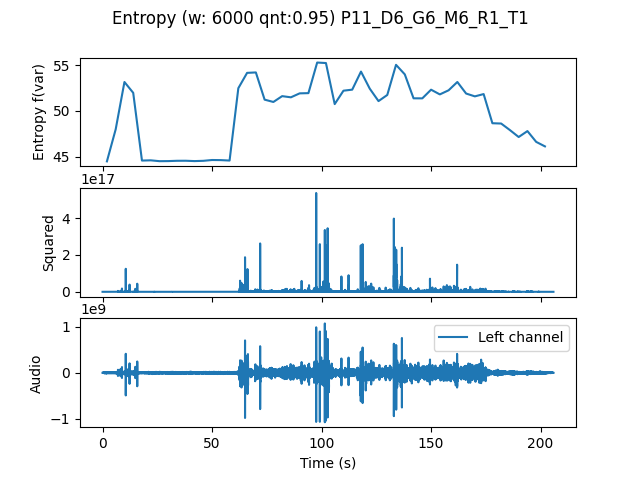 Entropy (w: 6000 qnt:0.95) P11_D6_G6_M6_R1_T1
55
50
45
Entropy f(var)
1e17
4
2
0
Squared
1e9
1
0
−1
Audio
Left channel
0 50 100 150 200
Time (s)